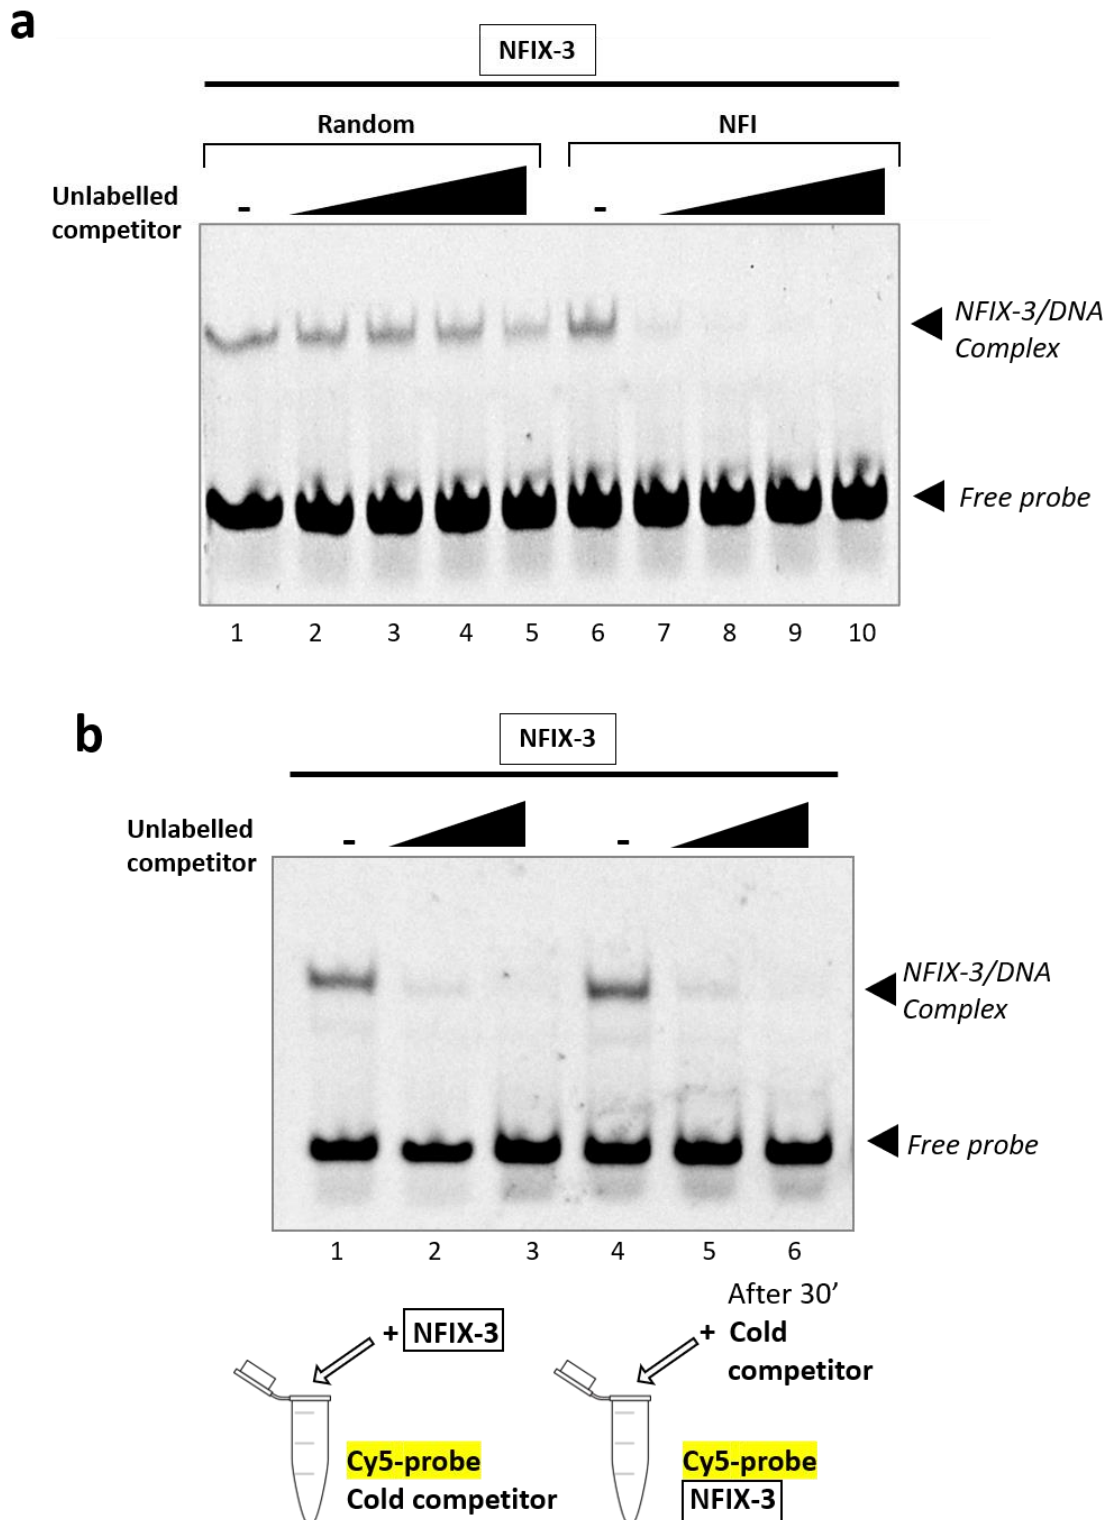 a
NFIX-3
Random
NFI
Unlabelled
competitor
-
-
NFIX-3/DNA
Complex
Free probe
1 2 3 4 5 6 7 8 9 10
b
NFIX-3
Unlabelled
competitor
-
-
NFIX-3/DNA
Complex
Free probe
1 2 3 4 5 6
+ NFIX-3
Cy5-probe
Cold competitor
After 30’
+ Cold
competitor
Cy5-probe
NFIX-3